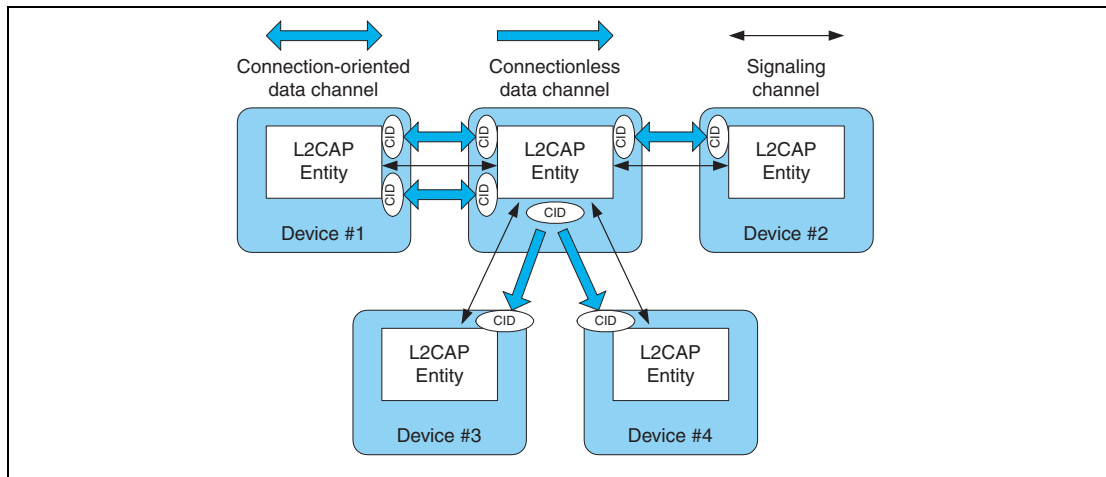 Connection-oriented
data channel
Connectionless
data channel
Signaling
channel
L2CAP
Entity
CID
CID
CID
CID
L2CAP
Entity
CID
CID
L2CAP
Entity
CID
Device #1
Device #2
CID
CID
L2CAP
Entity
L2CAP
Entity
Device #3
Device #4